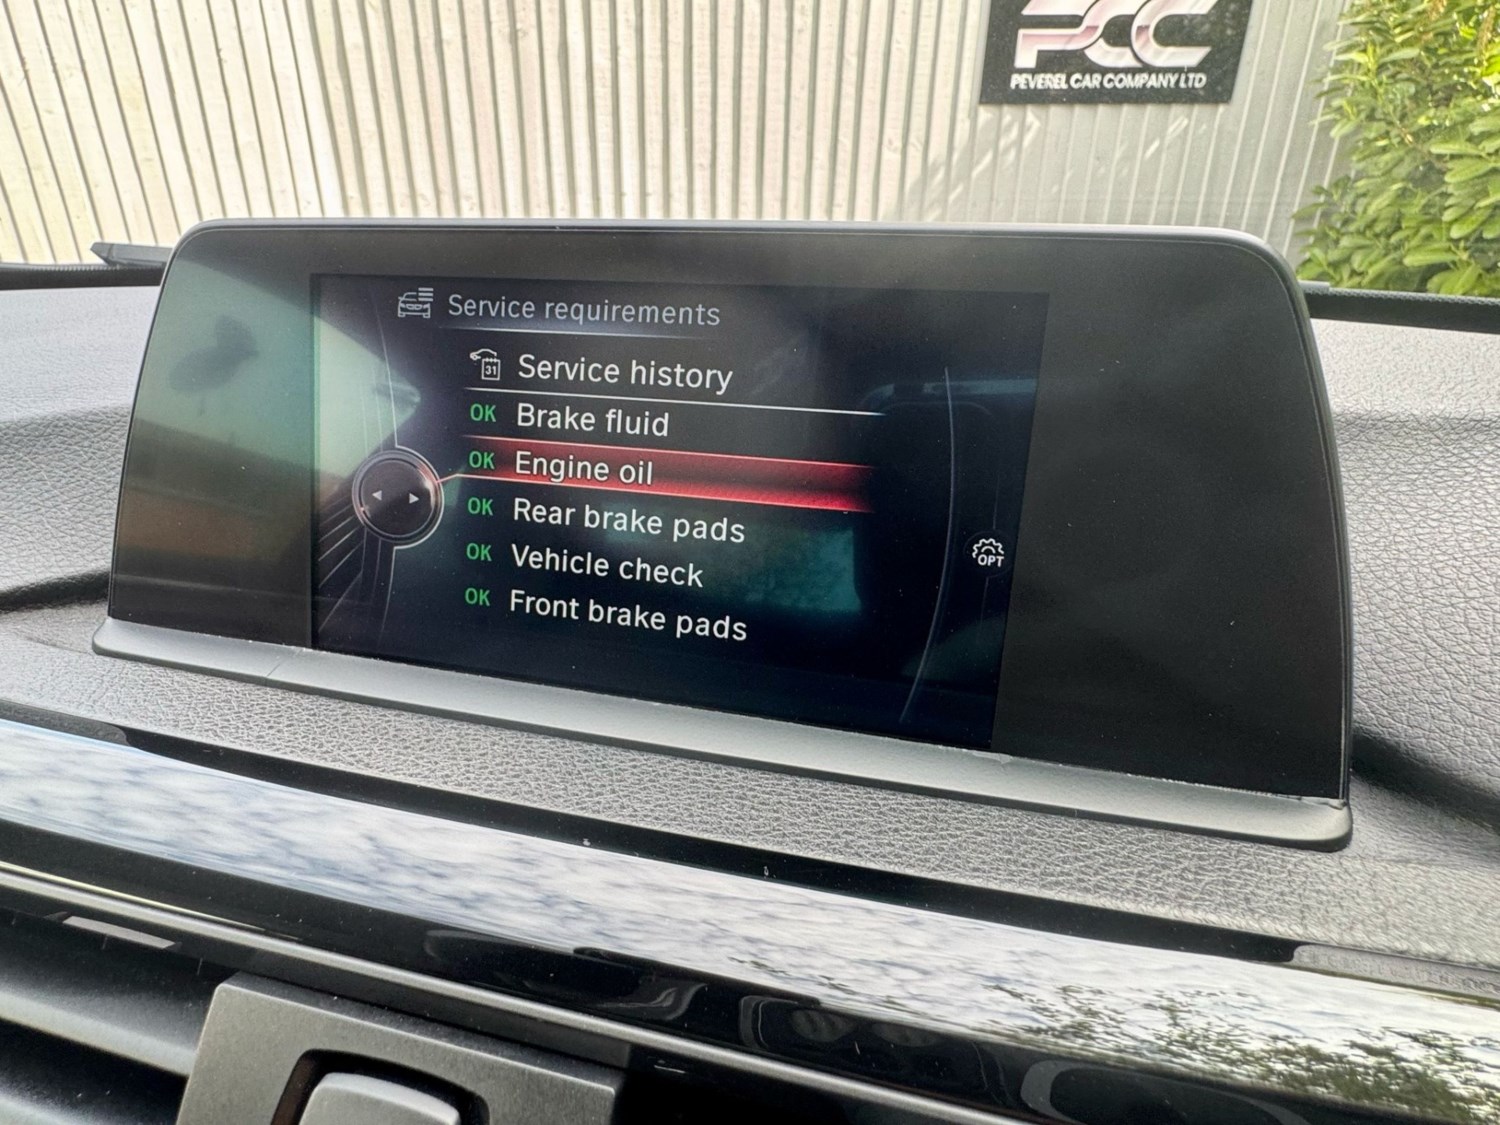 PCC
PEVEREL CAR COMPANY LTD
Service requirements
31 Service history
OK Brake fluid
OK Engine oil
OK Rear brake pads
OK Vehicle check
OK Front brake pads
OPT